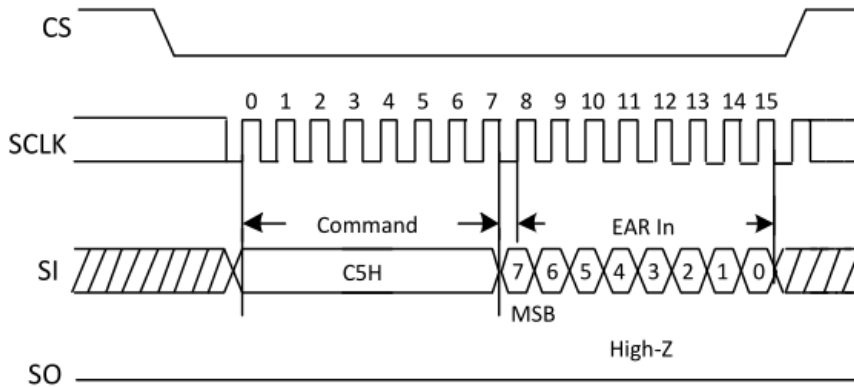 CS
0 1 2 3 4 5 6 7 8 9 10 11 12 13 14 15
SCLK
Command
EAR In
SI
C5H
7 6 5 4 3 2 1 0
MSB
High-Z
SO